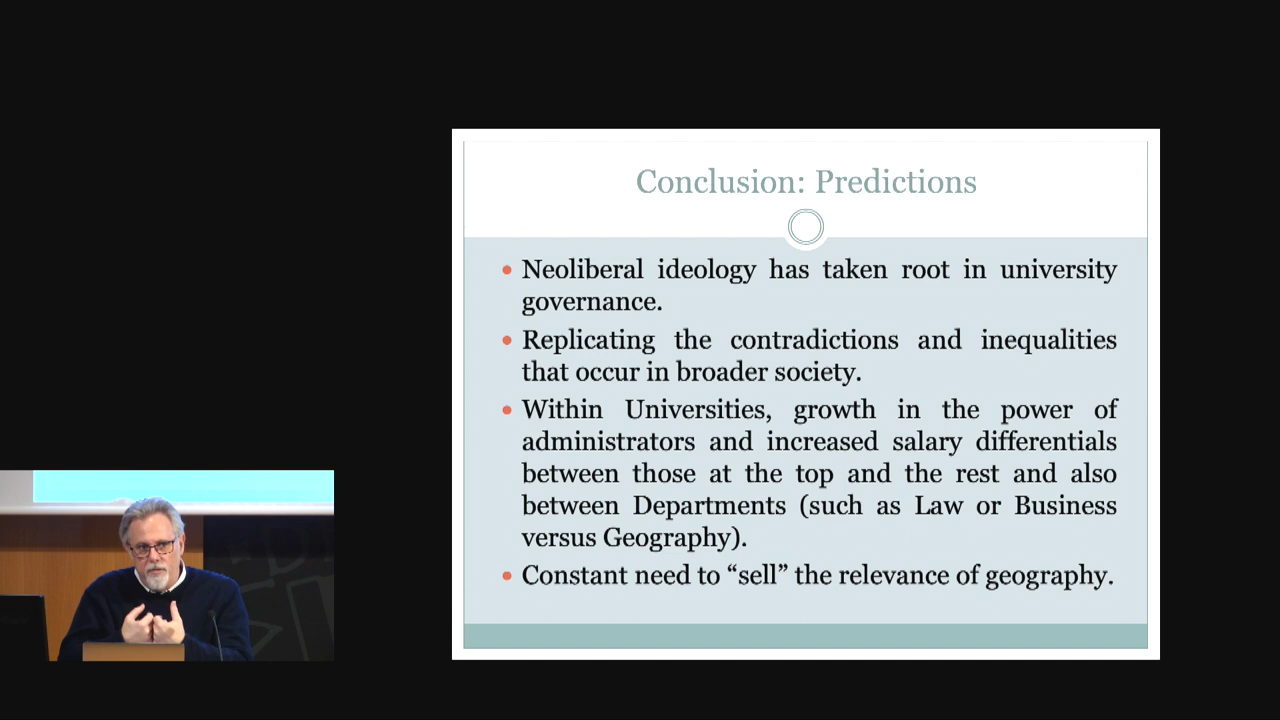 Conclusion: Predictions
• Neoliberal ideology has taken root in university
governance.
• Replicating the contradictions and inequalities
that occur in broader society.
• Within Universities, growth in the power of
administrators and increased salary differentials
between those at the top and the rest and also
between Departments (such as Law or Business
versus Geography).
• Constant need to “sell” the relevance of geography.